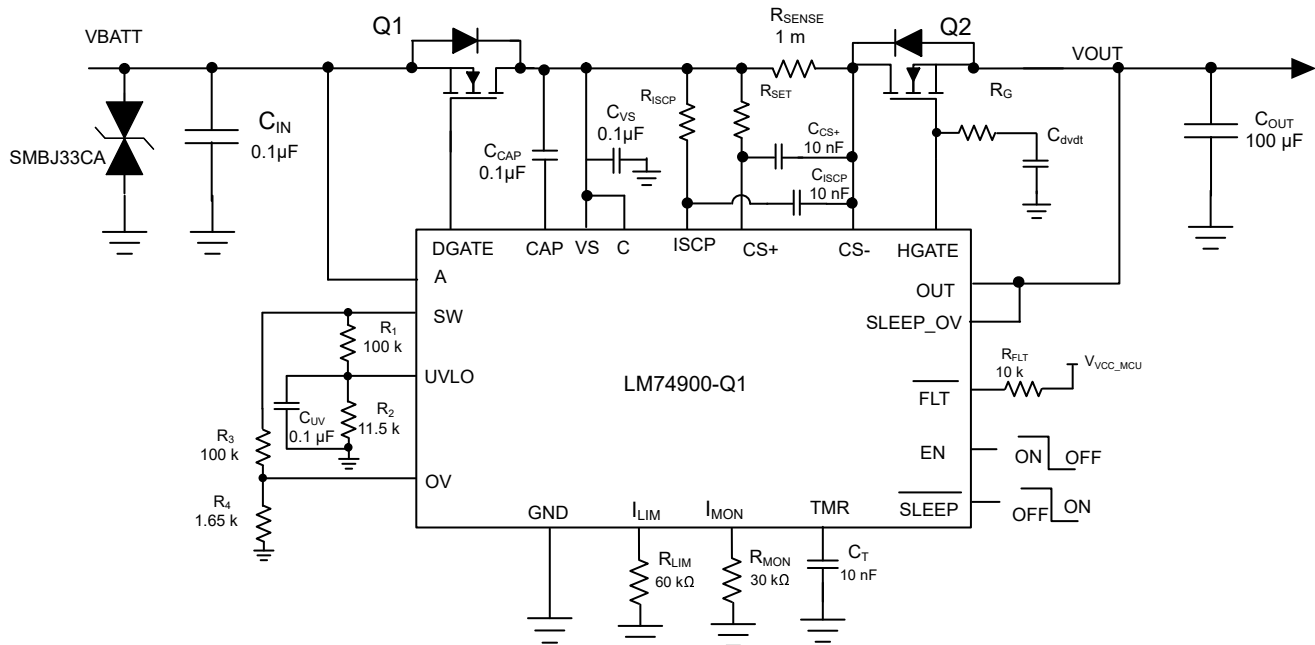 VBATT
Q1
RSENSE
1 m
Q2
VOUT
SMBJ33CA
CIN
0.1µF
CCAP
0.1µF
CVS
0.1µF
RISCP
RSET
CCS+
10 nF
CISCP
10 nF
RG
Cdvdt
COUT
100 µF
DGATE
CAP
VS
C
ISCP
CS+
CS-
HGATE
A
OUT
SW
SLEEP_OV
R1
100 k
UVLO
LM74900-Q1
RFLT
10 k
VVCC_MCU
FLT
CUV
0.1 µF
R2
11.5 k
R3
100 k
EN
ON
OFF
OV
R4
1.65 k
GND
ILIM
IMON
TMR
SLEEP
OFF
ON
RLIM
60 kΩ
RMON
30 kΩ
CT
10 nF